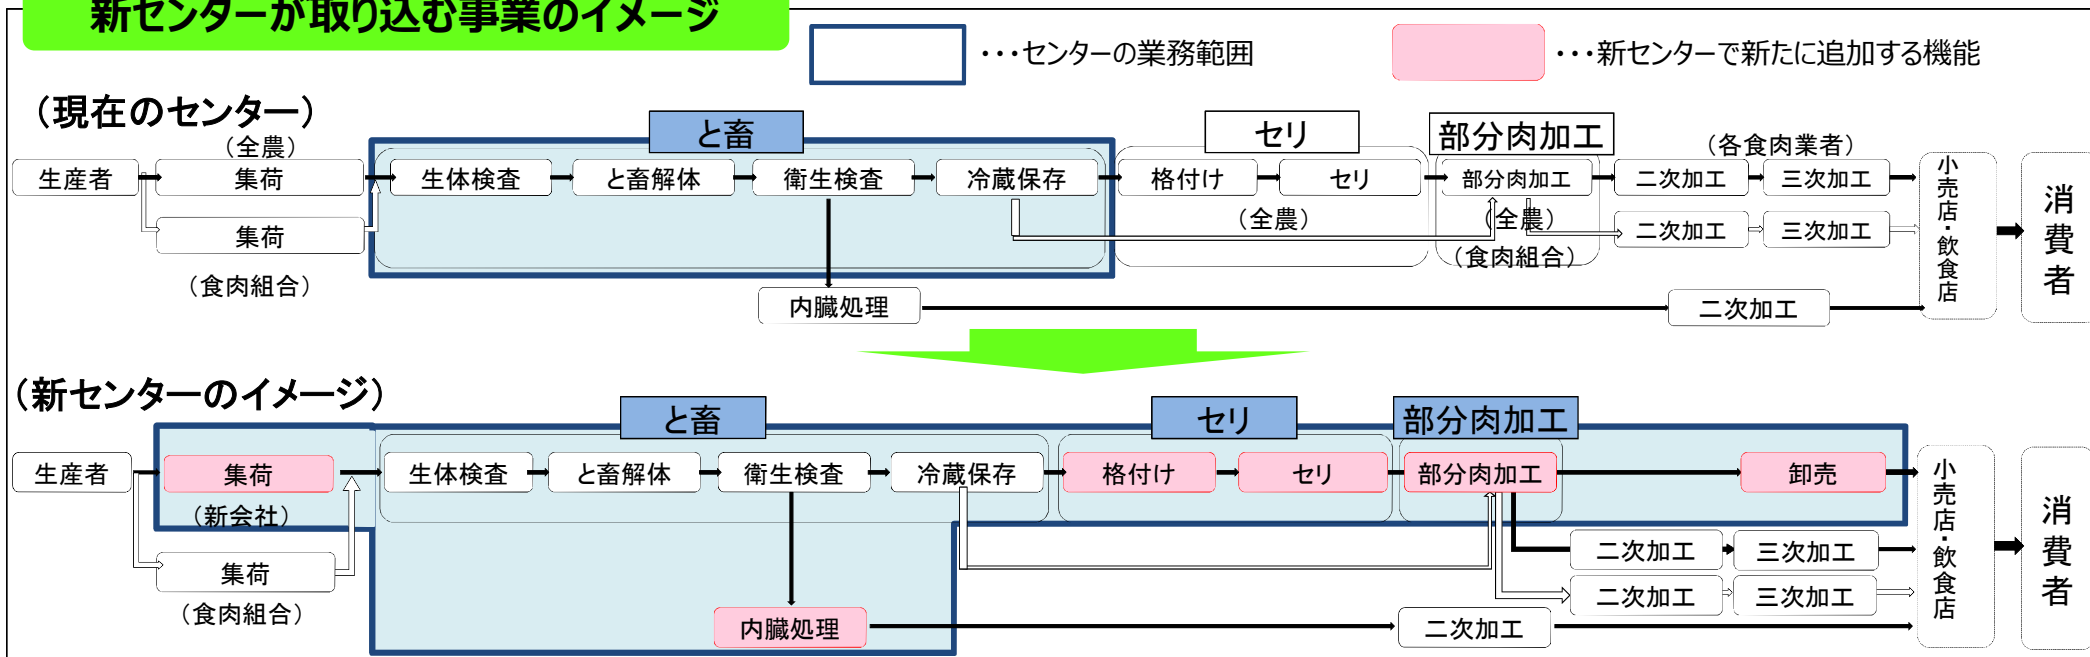 新センターが取り込む事業のイメージ
・・・センターの業務範囲
・・・新センターで新たに追加する機能
（現在のセンター）
と畜
セリ
部分肉加工
（全農）
（各食肉業者）
生産者
集荷
生体検査
と畜解体
衛生検査
冷蔵保存
格付け
セリ
部分肉加工
二次加工
三次加工
小売店・飲食店
消費者
集荷
（全農）
（全農）
二次加工
三次加工
（食肉組合）
（食肉組合）
内臓処理
二次加工
（新センターのイメージ）
と畜
セリ
部分肉加工
生産者
集荷
生体検査
と畜解体
衛生検査
冷蔵保存
格付け
セリ
部分肉加工
卸売
小売店・飲食店
消費者
（新会社）
二次加工
三次加工
集荷
二次加工
三次加工
（食肉組合）
内臓処理
二次加工